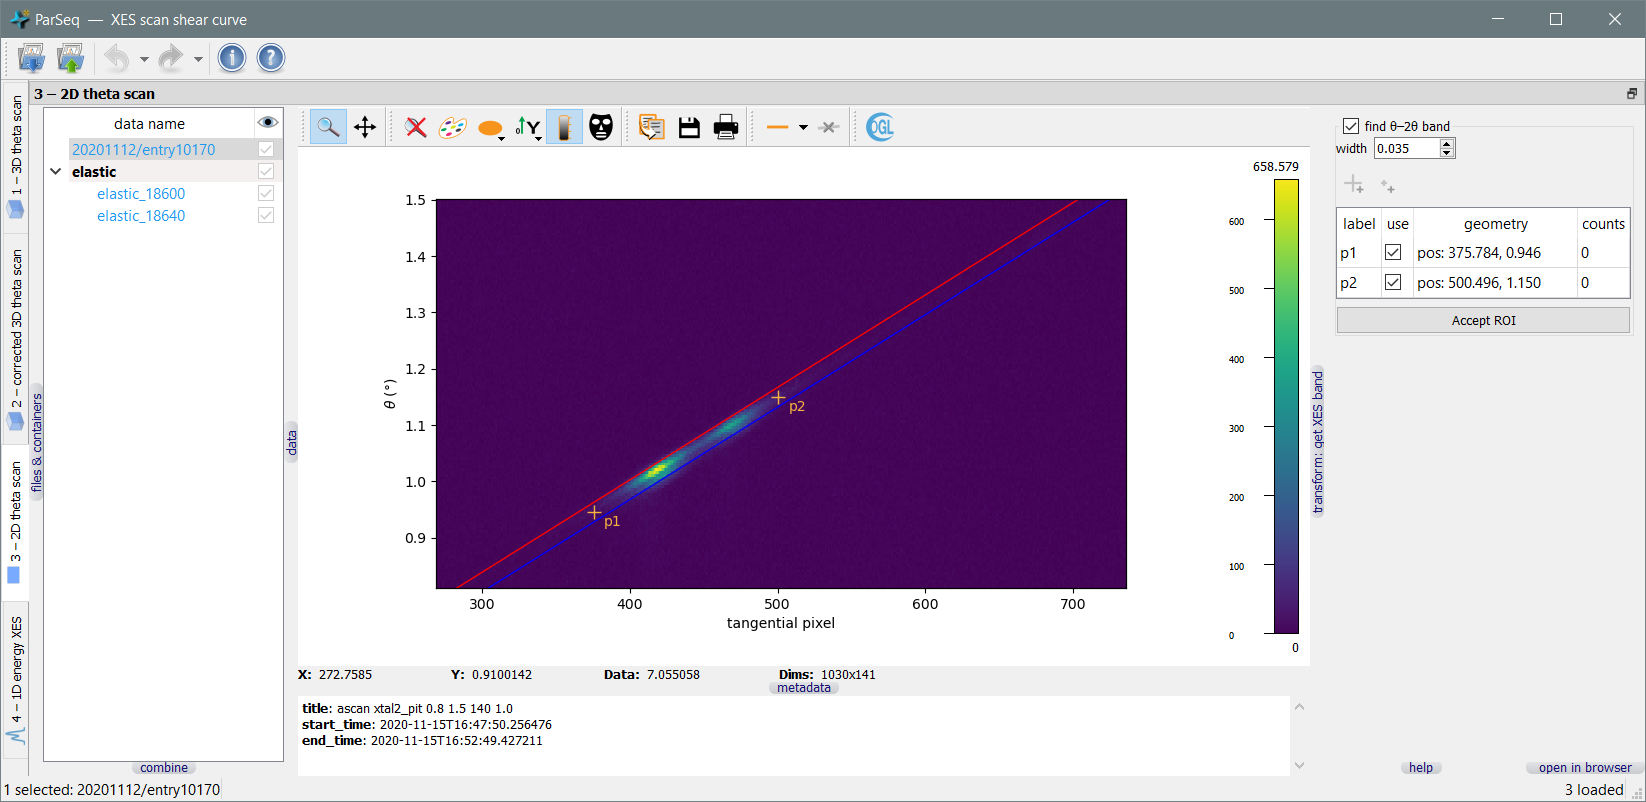 ParSeq — XES scan shear curve
3 – 2D theta scan
1 – 3D theta scan
2 – corrected 3D theta scan
3 – 2D theta scan
4 – 1D energy XES
files & containers
data name
20201112/entry10170
elastic
elastic_18600
elastic_18640
combine
data
Y
OGL
1.5
1.4
1.3
1.2
1.1
1.0
0.9
θ (°)
p1
p2
300
400
500
600
700
tangential pixel
658.579
600
500
400
300
200
100
0
0
X: 272.7585
Y: 0.9100142
Data: 7.055058
Dims: 1030x141
metadata
title: ascan xtal2_pit 0.8 1.5 140 1.0
start_time: 2020-11-15T16:47:50.256476
end_time: 2020-11-15T16:52:49.427211
transform: get XES band
find θ–2θ band
width 0.035
label use geometry counts
p1 pos: 375.784, 0.946 0
p2 pos: 500.496, 1.150 0
Accept ROI
help
open in browser
1 selected: 20201112/entry10170
3 loaded